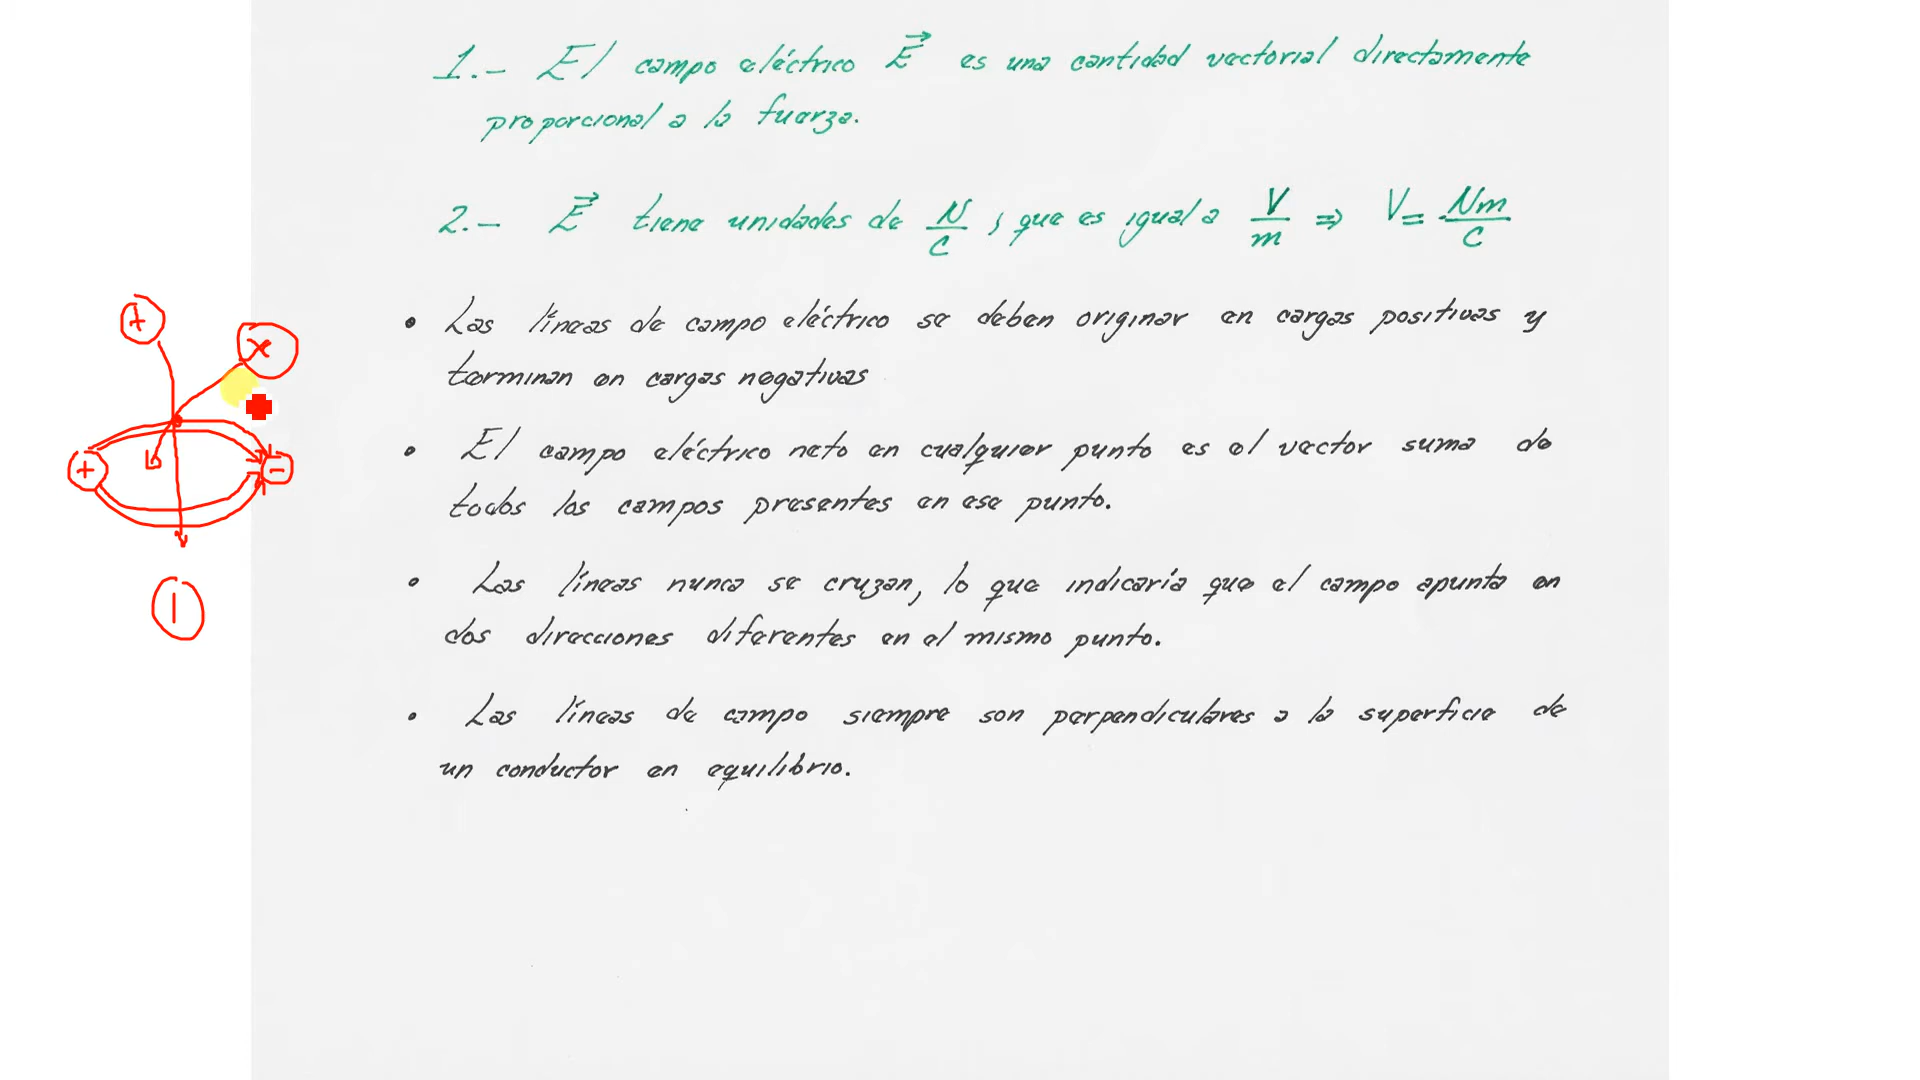 1.- El campo eléctrico E⃗ es una cantidad vectorial directamente
proporcional a la fuerza.
2.- E⃗ tiene unidades de N/C, que es igual a V/m ⇒ V = Nm/C
• Las líneas de campo eléctrico se deben originar en cargas positivas y
terminan en cargas negativas
• El campo eléctrico neto en cualquier punto es el vector suma de
todos los campos presentes en ese punto.
• Las líneas nunca se cruzan, lo que indicaría que el campo apunta en
dos direcciones diferentes en el mismo punto.
• Las líneas de campo siempre son perpendiculares a la superficie de
un conductor en equilibrio.
+
x
+ -